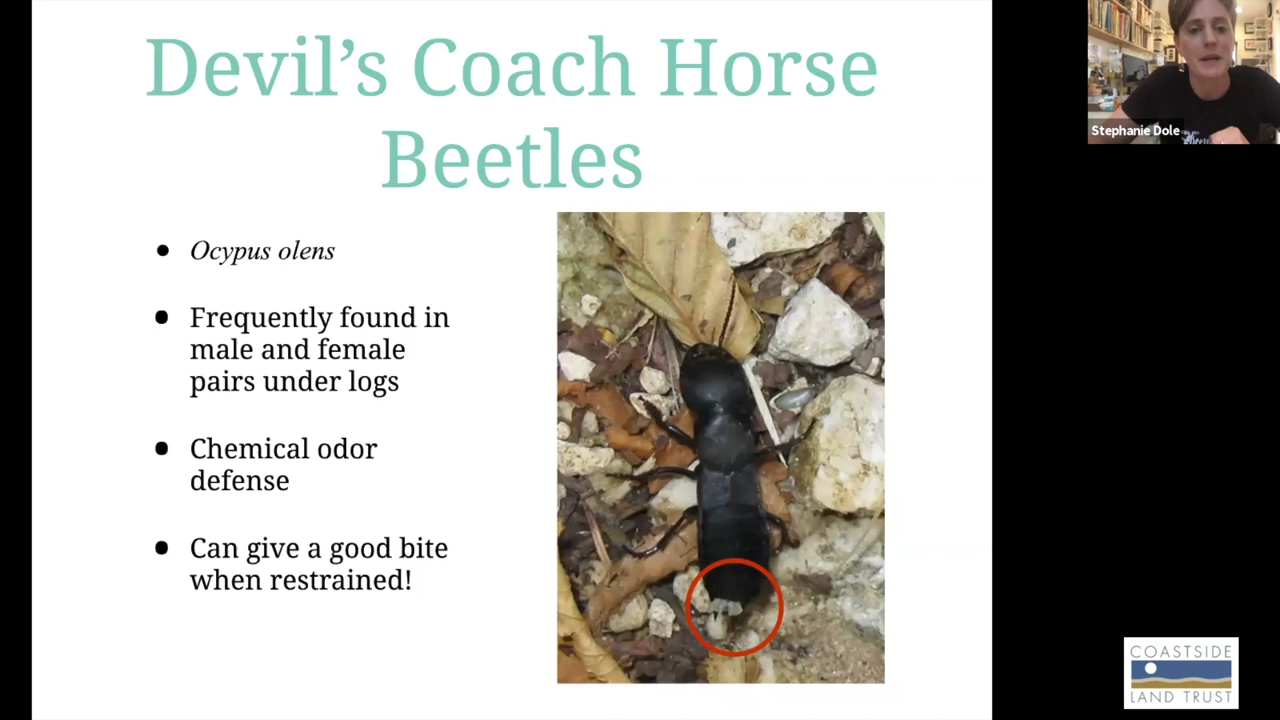 Devil’s Coach Horse
Beetles
• Ocypus olens
• Frequently found in
male and female
pairs under logs
• Chemical odor
defense
• Can give a good bite
when restrained!
Stephanie Dole
COASTSIDE
LAND TRUST